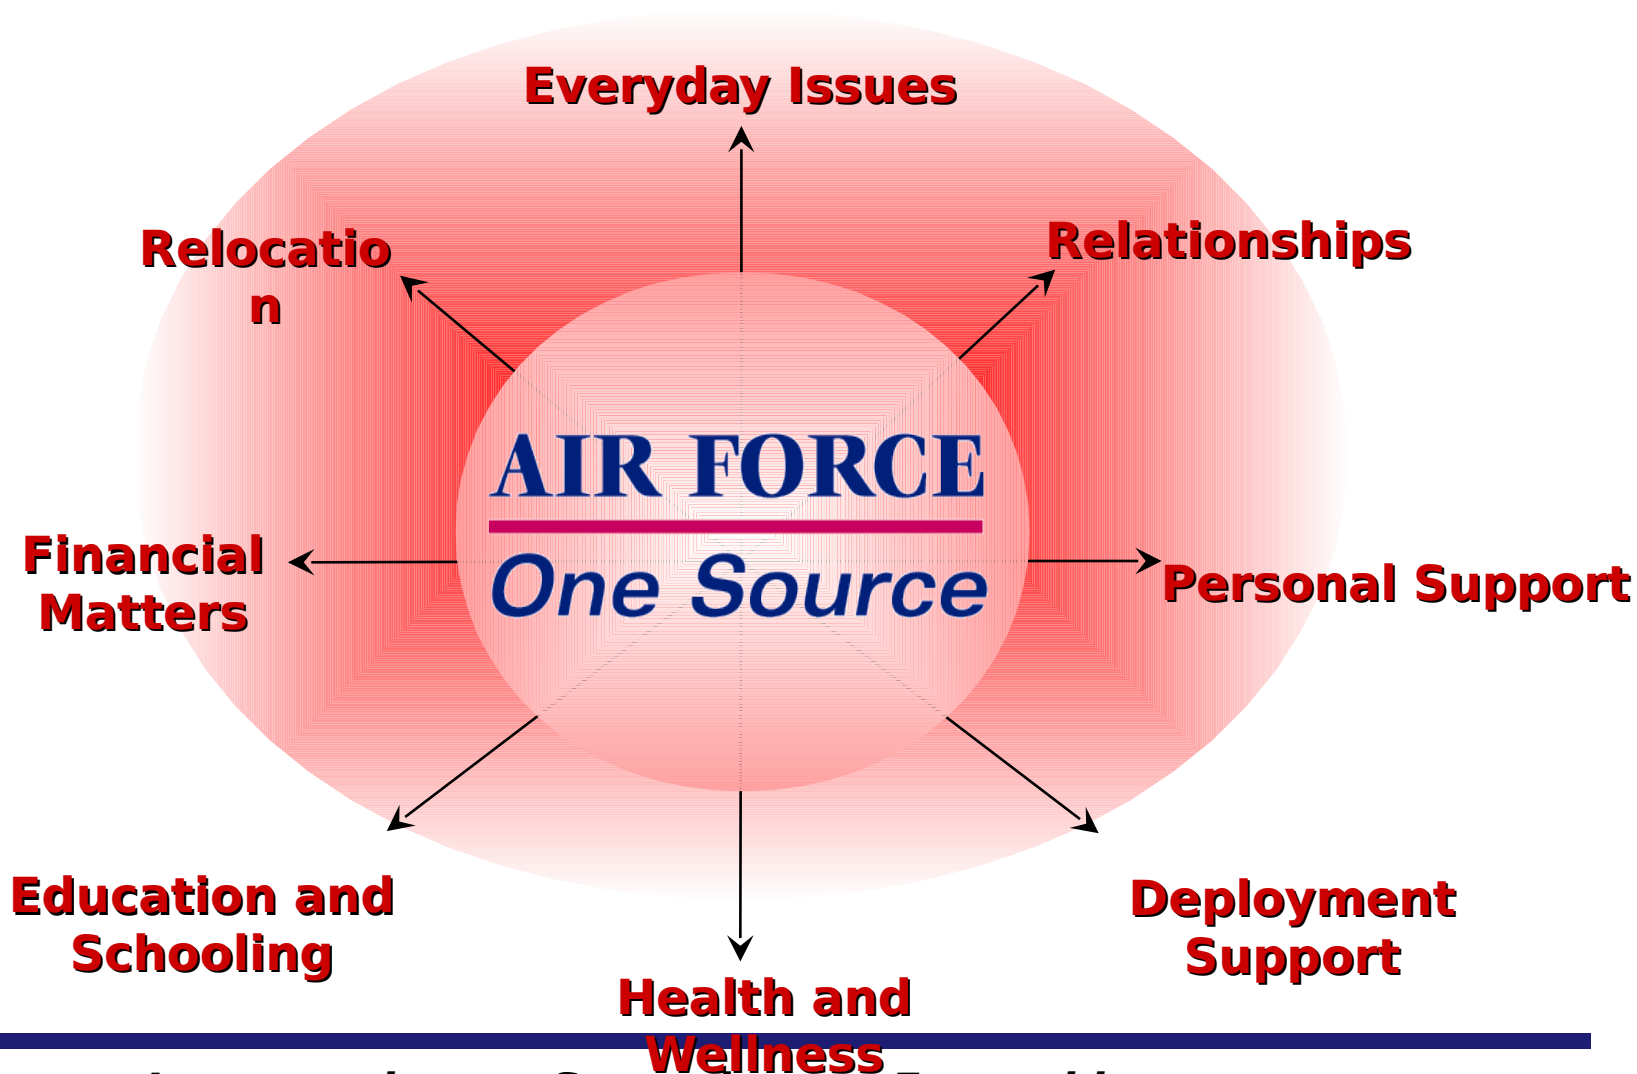 Everyday Issues
Relocatio
n
Relationships
AIR FORCE
One Source
Financial
Matters
Personal Support
Education and
Schooling
Deployment
Support
Health and
Wellness